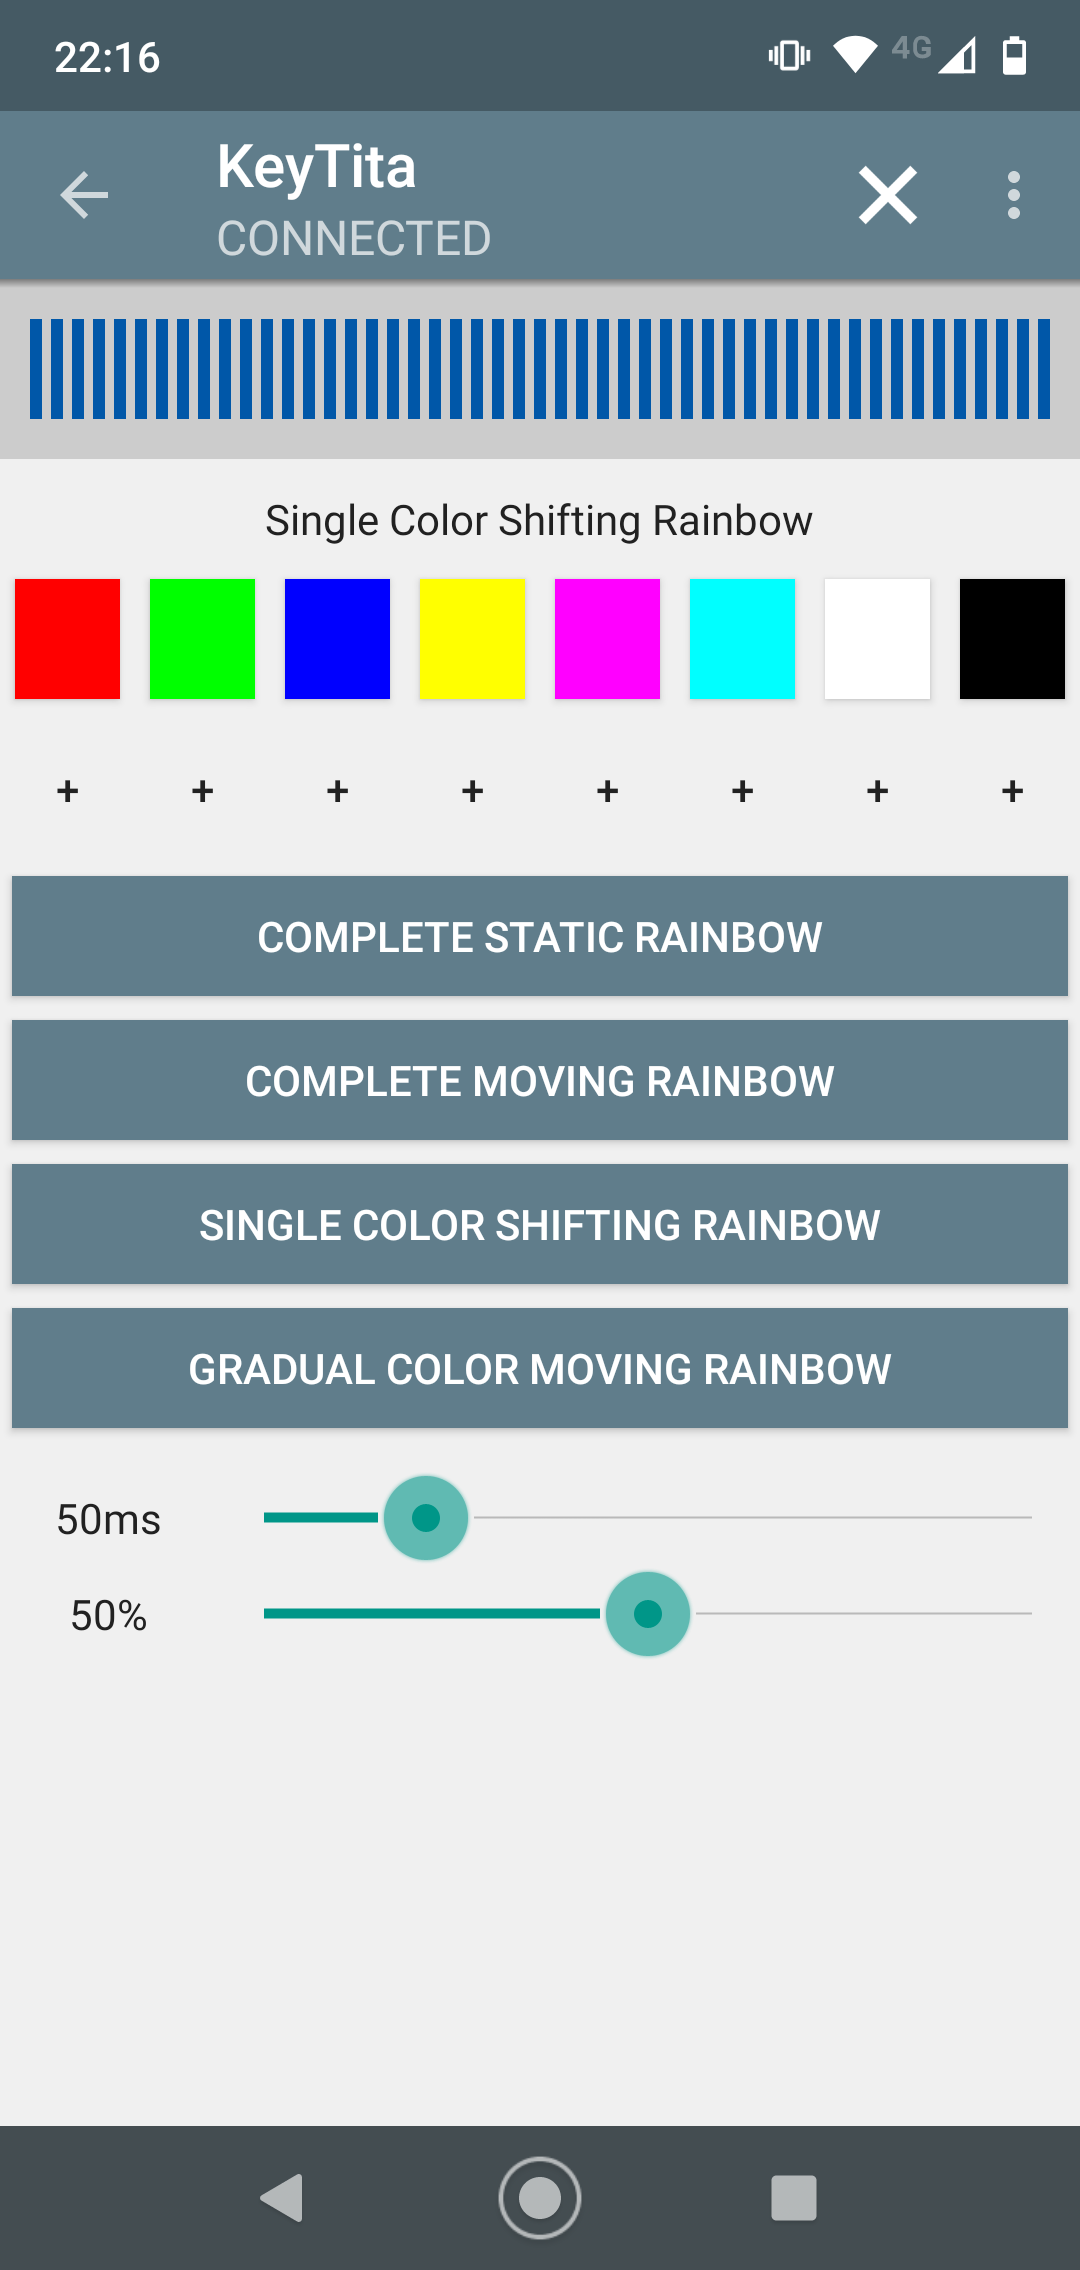 22:16
4G
KeyTita
CONNECTED
Single Color Shifting Rainbow
+ + + + + + + +
COMPLETE STATIC RAINBOW
COMPLETE MOVING RAINBOW
SINGLE COLOR SHIFTING RAINBOW
GRADUAL COLOR MOVING RAINBOW
50ms
50%